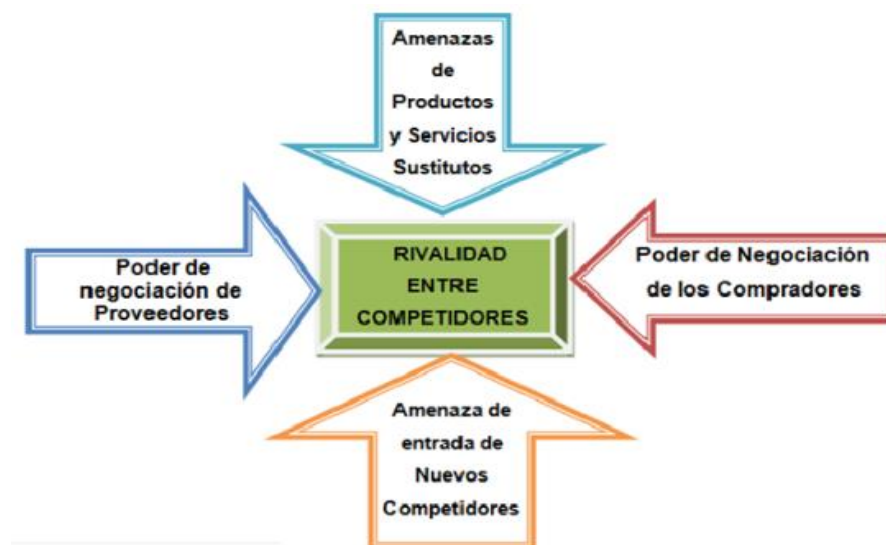 Amenazas
de
Productos
y Servicios
Sustitutos
Poder de
negociación de
Proveedores
RIVALIDAD
ENTRE
COMPETIDORES
Poder de Negociación
de los Compradores
Amenaza de
entrada de
Nuevos
Competidores